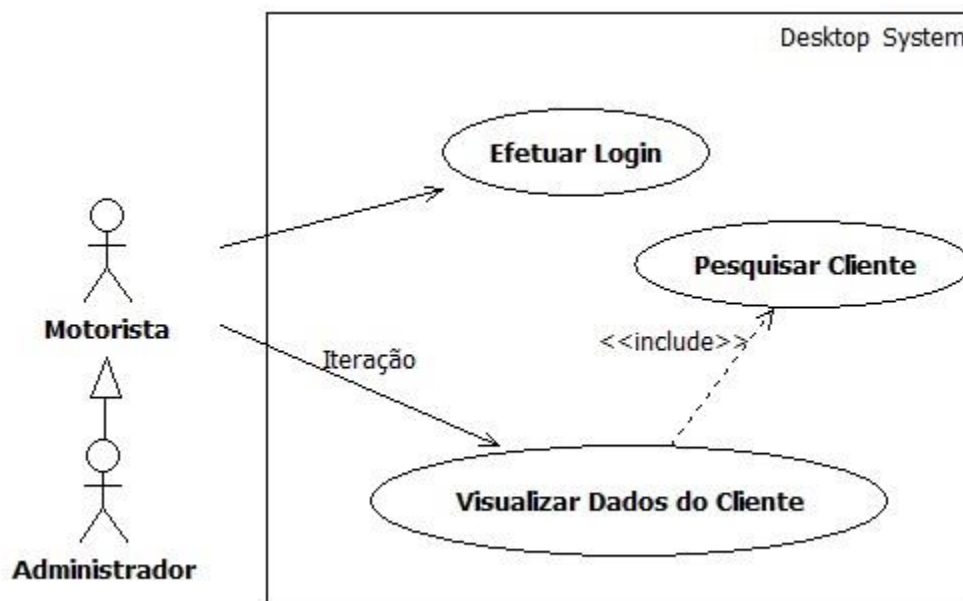 Desktop System
Efetuar Login
Pesquisar Cliente
Motorista
<<include>>
Iteração
Visualizar Dados do Cliente
Administrador